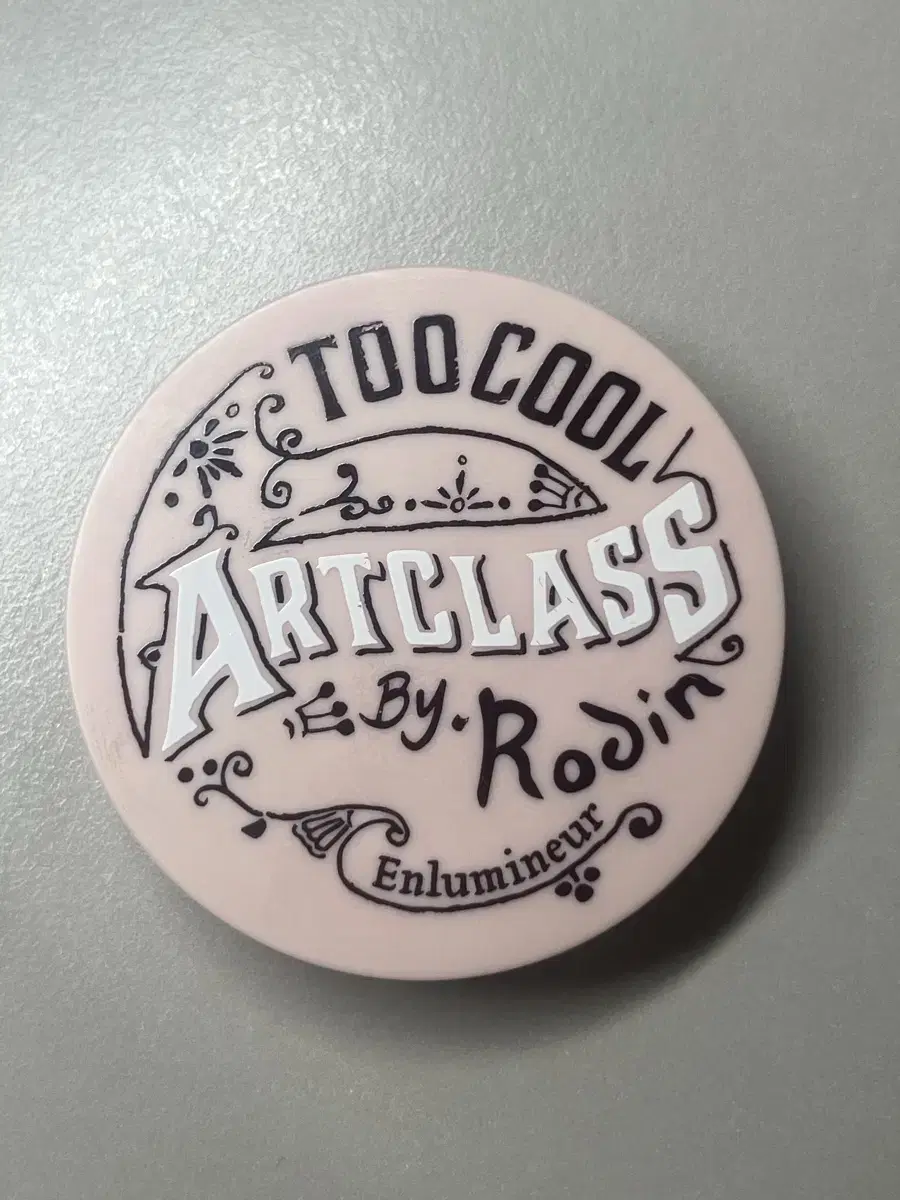 TOO COOL
ARTCLASS
By. Rodin
Enlumineur